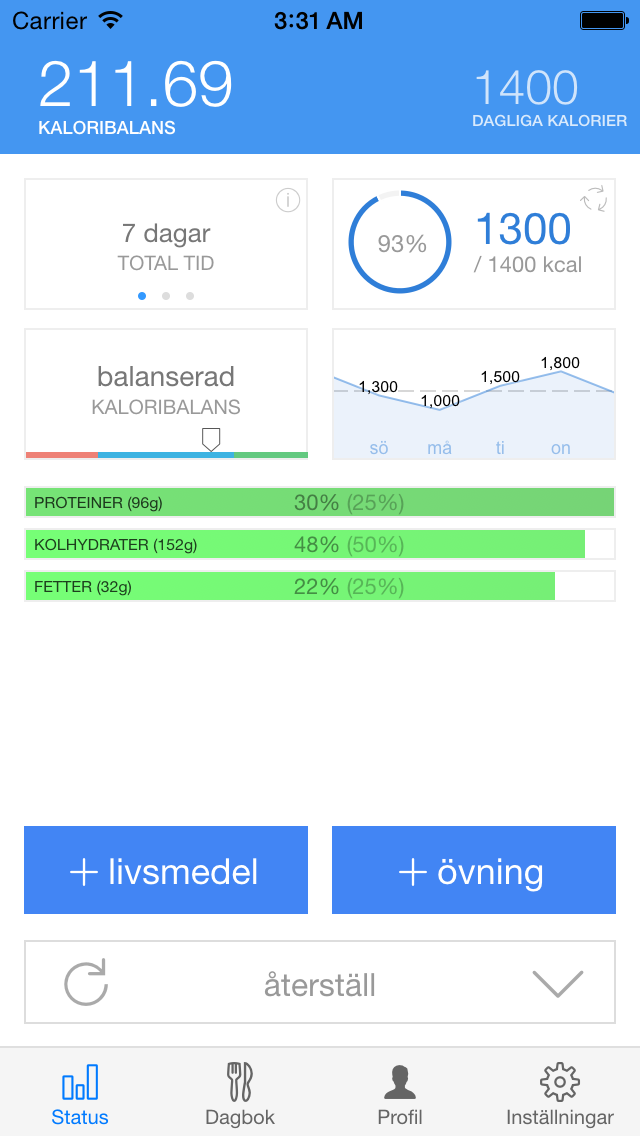 Carrier 3:31 AM
211.69 1400
KALORIBALANS DAGLIGA KALORIER
7 dagar
TOTAL TID
93%
1300
/ 1400 kcal
balanserad
KALORIBALANS
1,300 1,000 1,500 1,800
sö må ti on
PROTEINER (96g) 30% (25%)
KOLHYDRATER (152g) 48% (50%)
FETTER (32g) 22% (25%)
+ livsmedel + övning
återställ
Status Dagbok Profil Inställningar